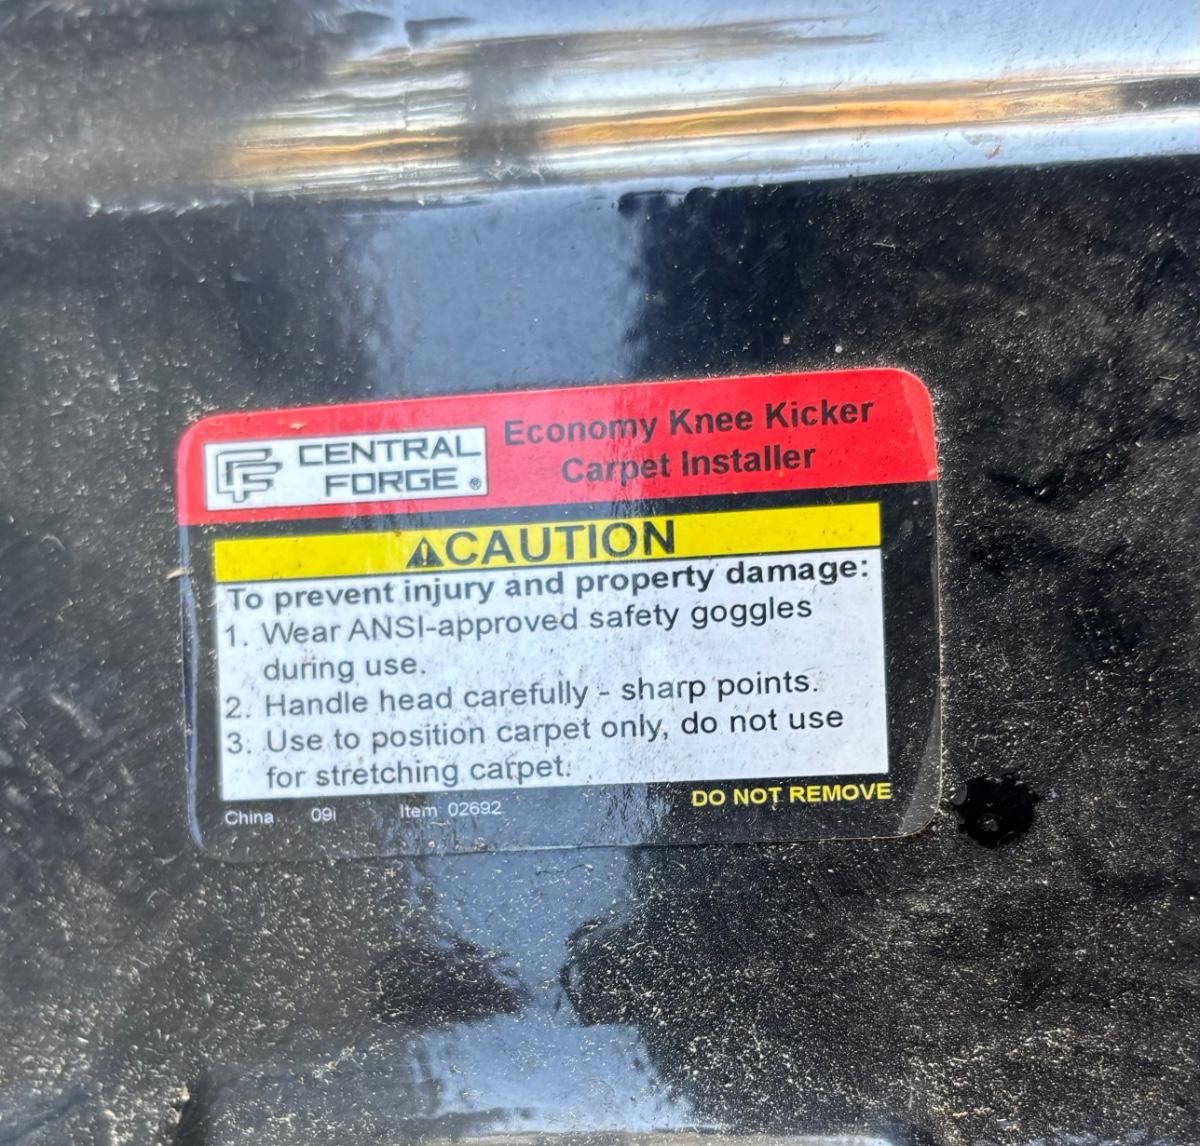 CENTRAL
FORGE®
Economy Knee Kicker
Carpet Installer
⚠CAUTION
To prevent injury and property damage:
1. Wear ANSI-approved safety goggles
during use.
2. Handle head carefully - sharp points.
3. Use to position carpet only, do not use
for stretching carpet.
China 09i Item 02692
DO NOT REMOVE